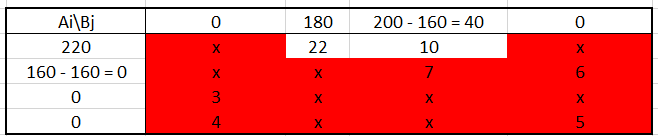 Ai\Bj 0 180 200 - 160 = 40 0
220 x 22 10 x
160 - 160 = 0 x x 7 6
0 3 x x x
0 4 x x 5